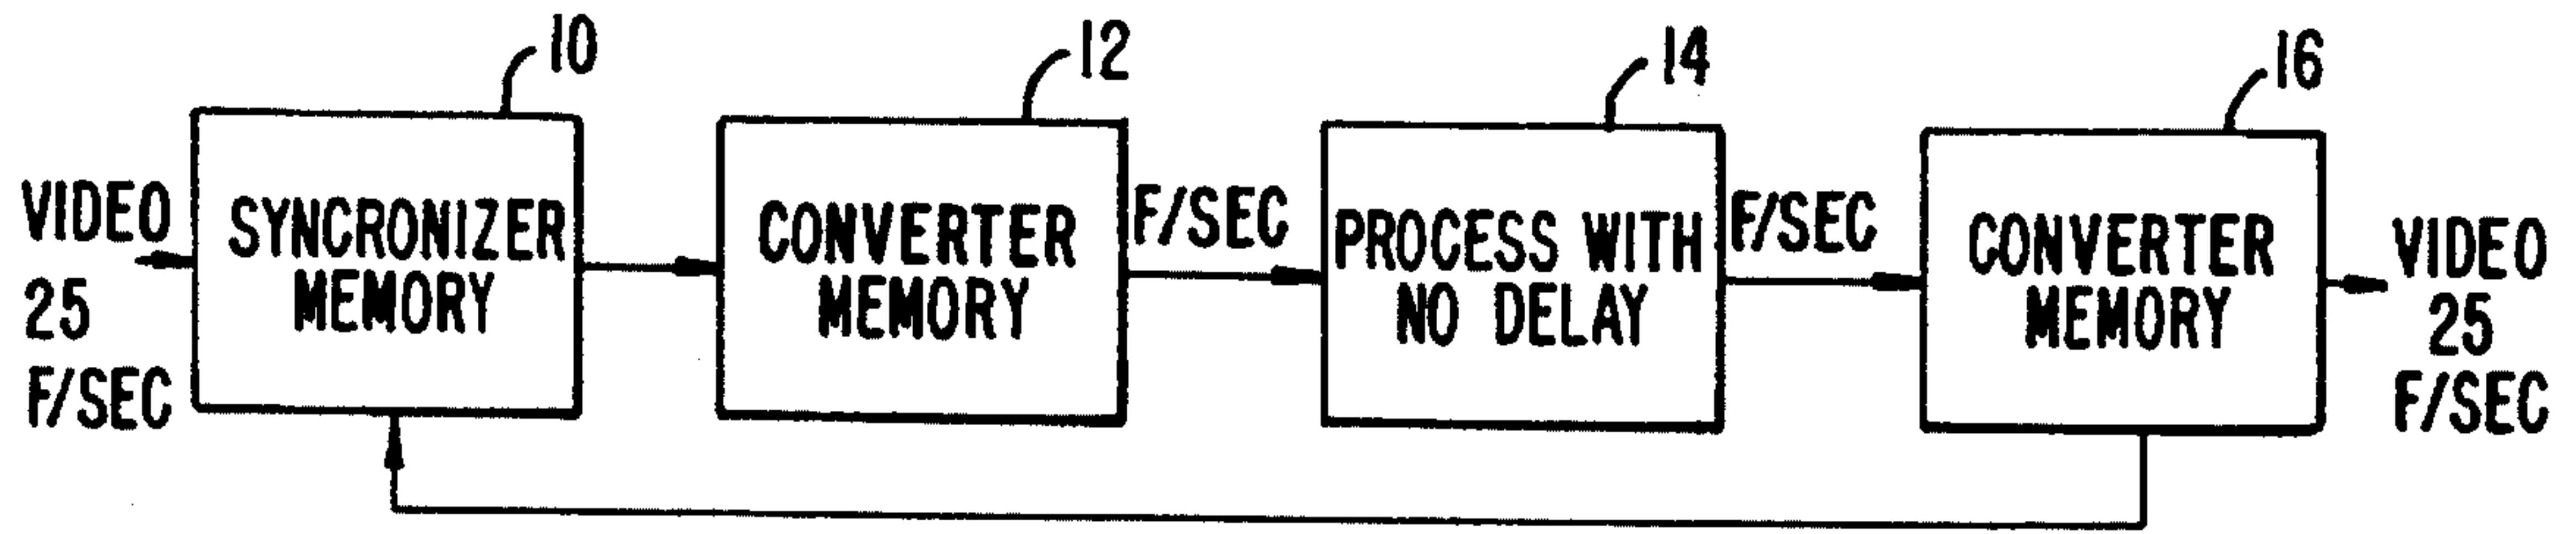 10
12
14
16
VIDEO
25
F/SEC
SYNCRONIZER
MEMORY
CONVERTER
MEMORY
F/SEC
PROCESS WITH
NO DELAY
F/SEC
CONVERTER
MEMORY
VIDEO
25
F/SEC